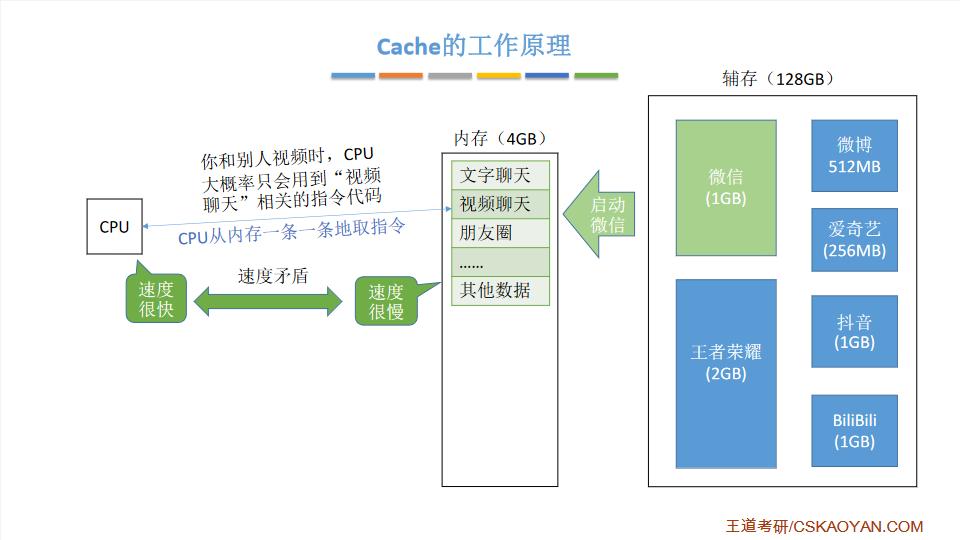 Cache的工作原理
辅存（128GB）
内存（4GB）
你和别人视频时，CPU
大概率只会用到“视频
聊天”相关的指令代码
CPU
CPU从内存一条一条地取指令
文字聊天
视频聊天
朋友圈
……
其他数据
启动
微信
微信
(1GB)
微博
512MB
爱奇艺
(256MB)
王者荣耀
(2GB)
抖音
(1GB)
BiliBili
(1GB)
速度
很快
速度矛盾
速度
很慢
王道考研/CSKAOYAN.COM